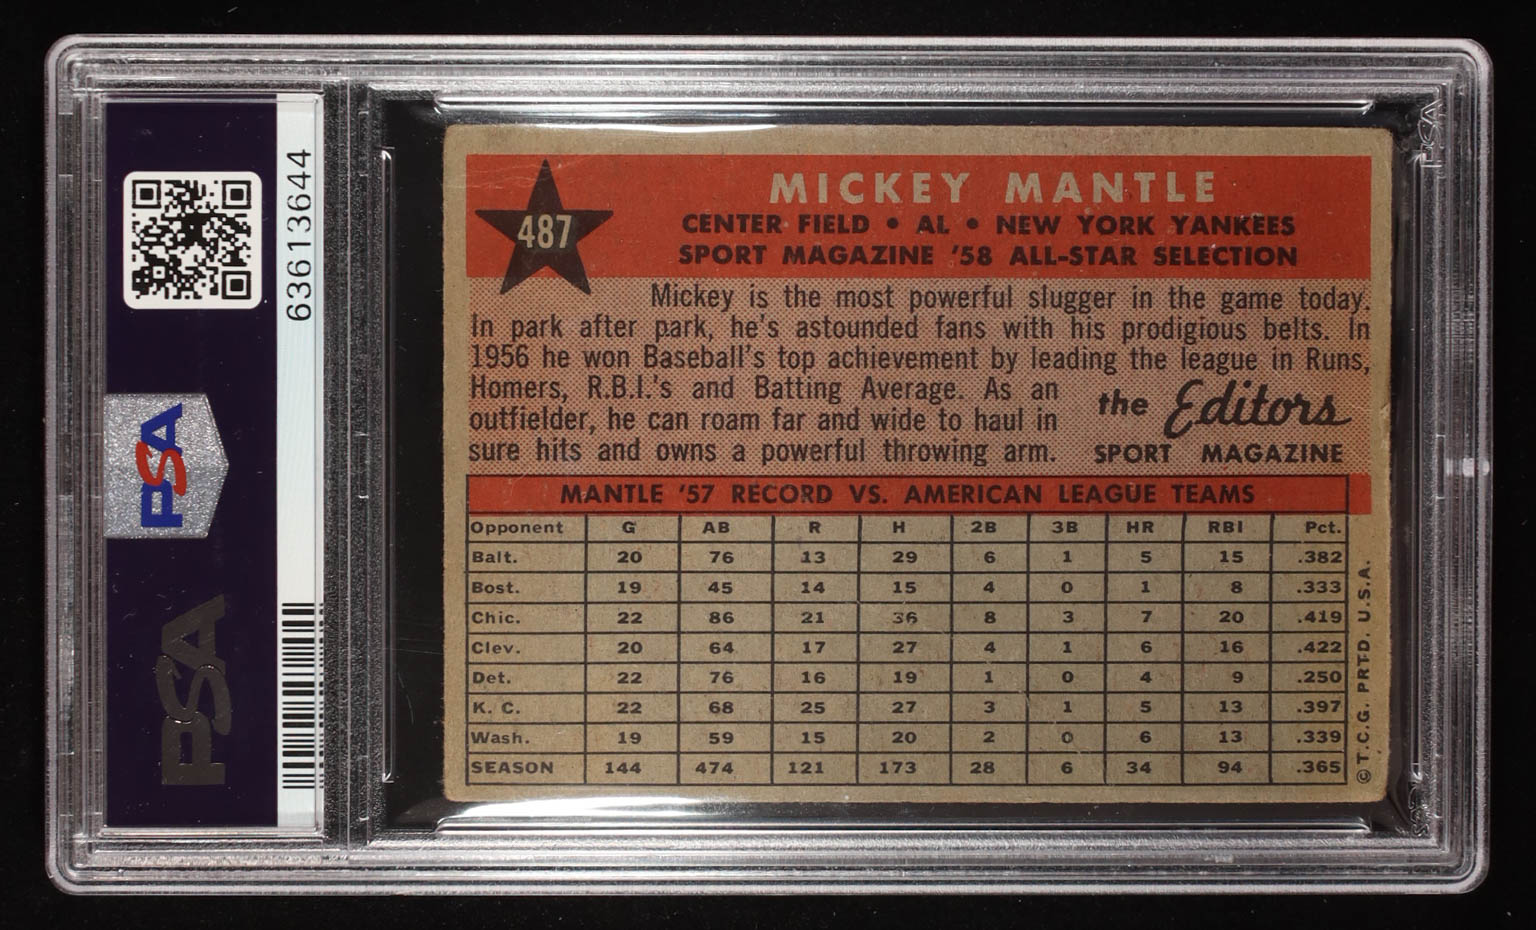 63613644
PSA
PSA
487
MICKEY MANTLE
CENTER FIELD • AL • NEW YORK YANKEES
SPORT MAGAZINE '58 ALL-STAR SELECTION
Mickey is the most powerful slugger in the game today.
In park after park, he's astounded fans with his prodigious belts. In
1956 he won Baseball's top achievement by leading the league in Runs,
Homers, R.B.I.'s and Batting Average. As an
outfielder, he can roam far and wide to haul in
sure hits and owns a powerful throwing arm.
the Editors
SPORT MAGAZINE
MANTLE '57 RECORD VS. AMERICAN LEAGUE TEAMS
Opponent G AB R H 2B 3B HR RBI Pct.
Balt. 20 76 13 29 6 1 5 15 .382
Bost. 19 45 14 15 4 0 1 8 .333
Chic. 22 86 21 36 8 3 7 20 .419
Clev. 20 64 17 27 4 1 6 16 .422
Det. 22 76 16 19 1 0 4 9 .250
K. C. 22 68 25 27 3 1 5 13 .397
Wash. 19 59 15 20 2 0 6 13 .339
SEASON 144 474 121 173 28 6 34 94 .365
© T.C.G. PRTD. U.S.A.
PSA